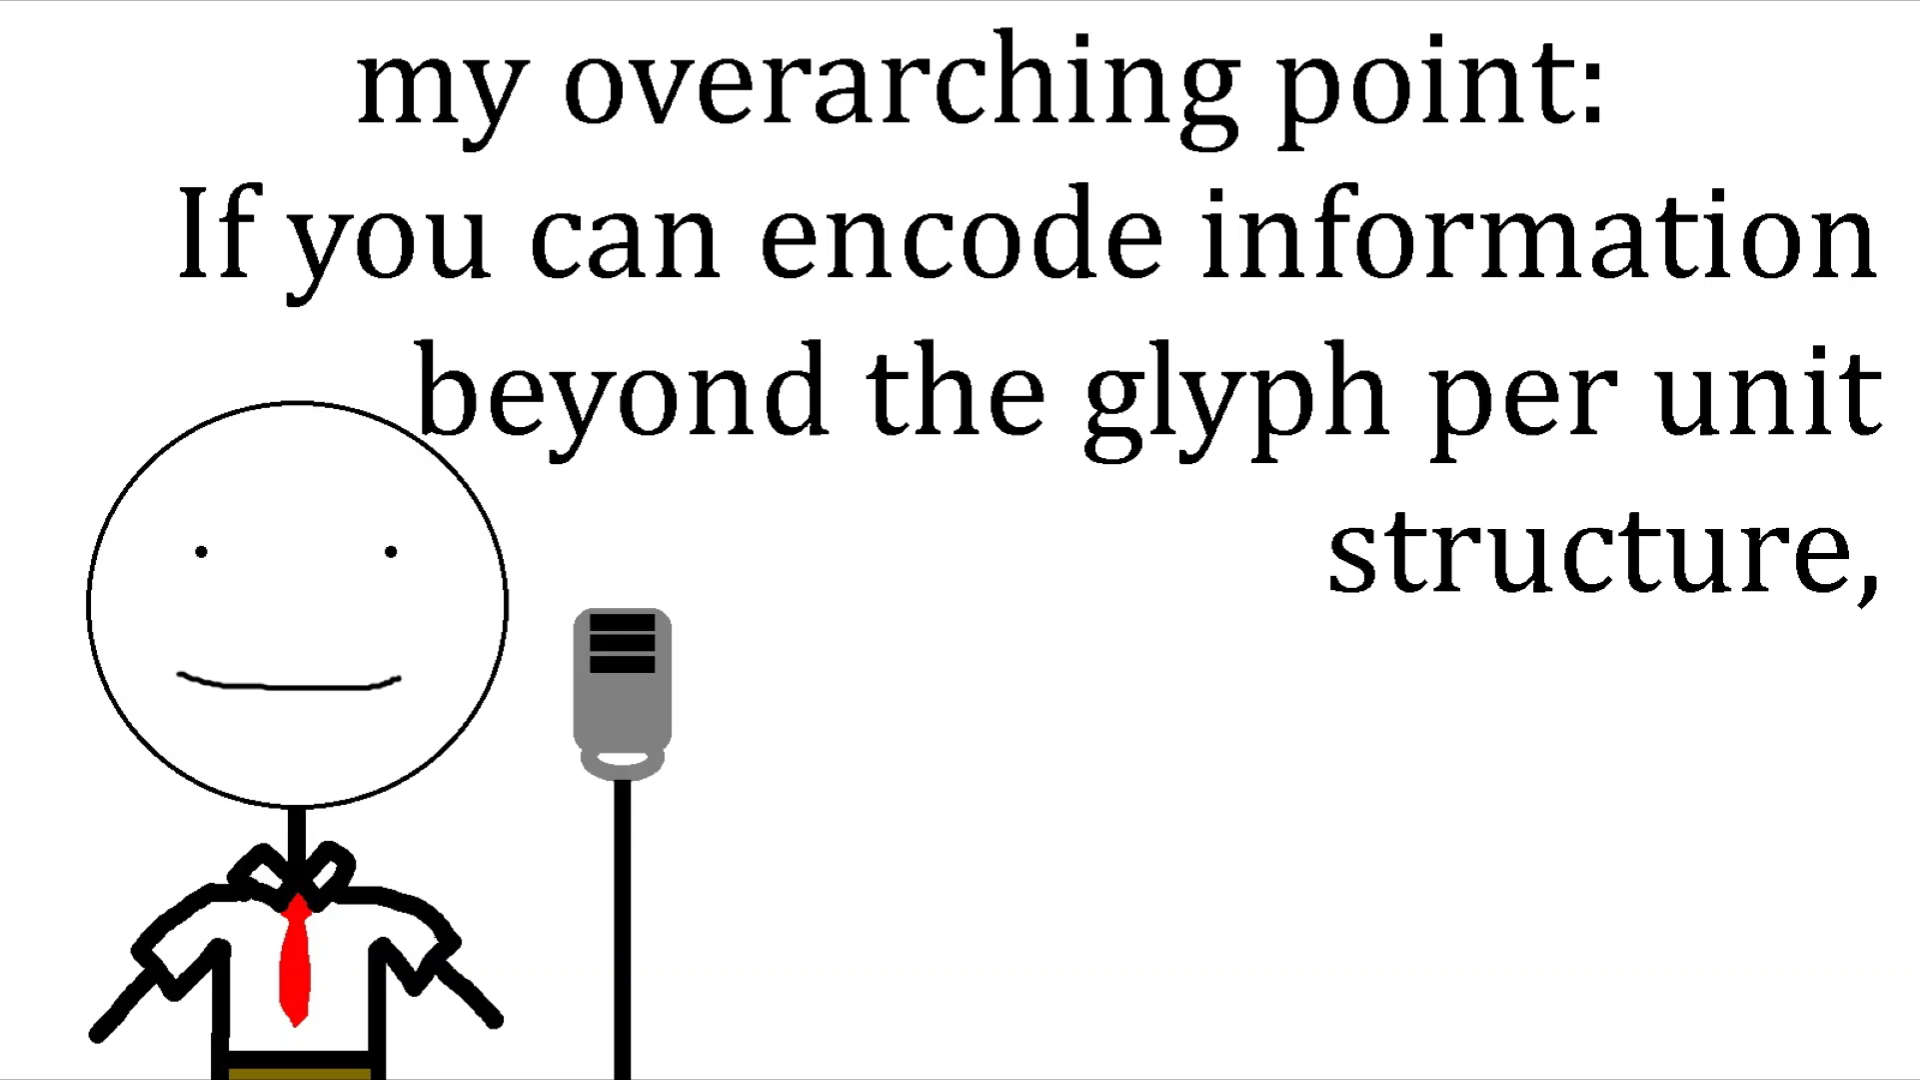 my overarching point:
If you can encode information
beyond the glyph per unit
structure,